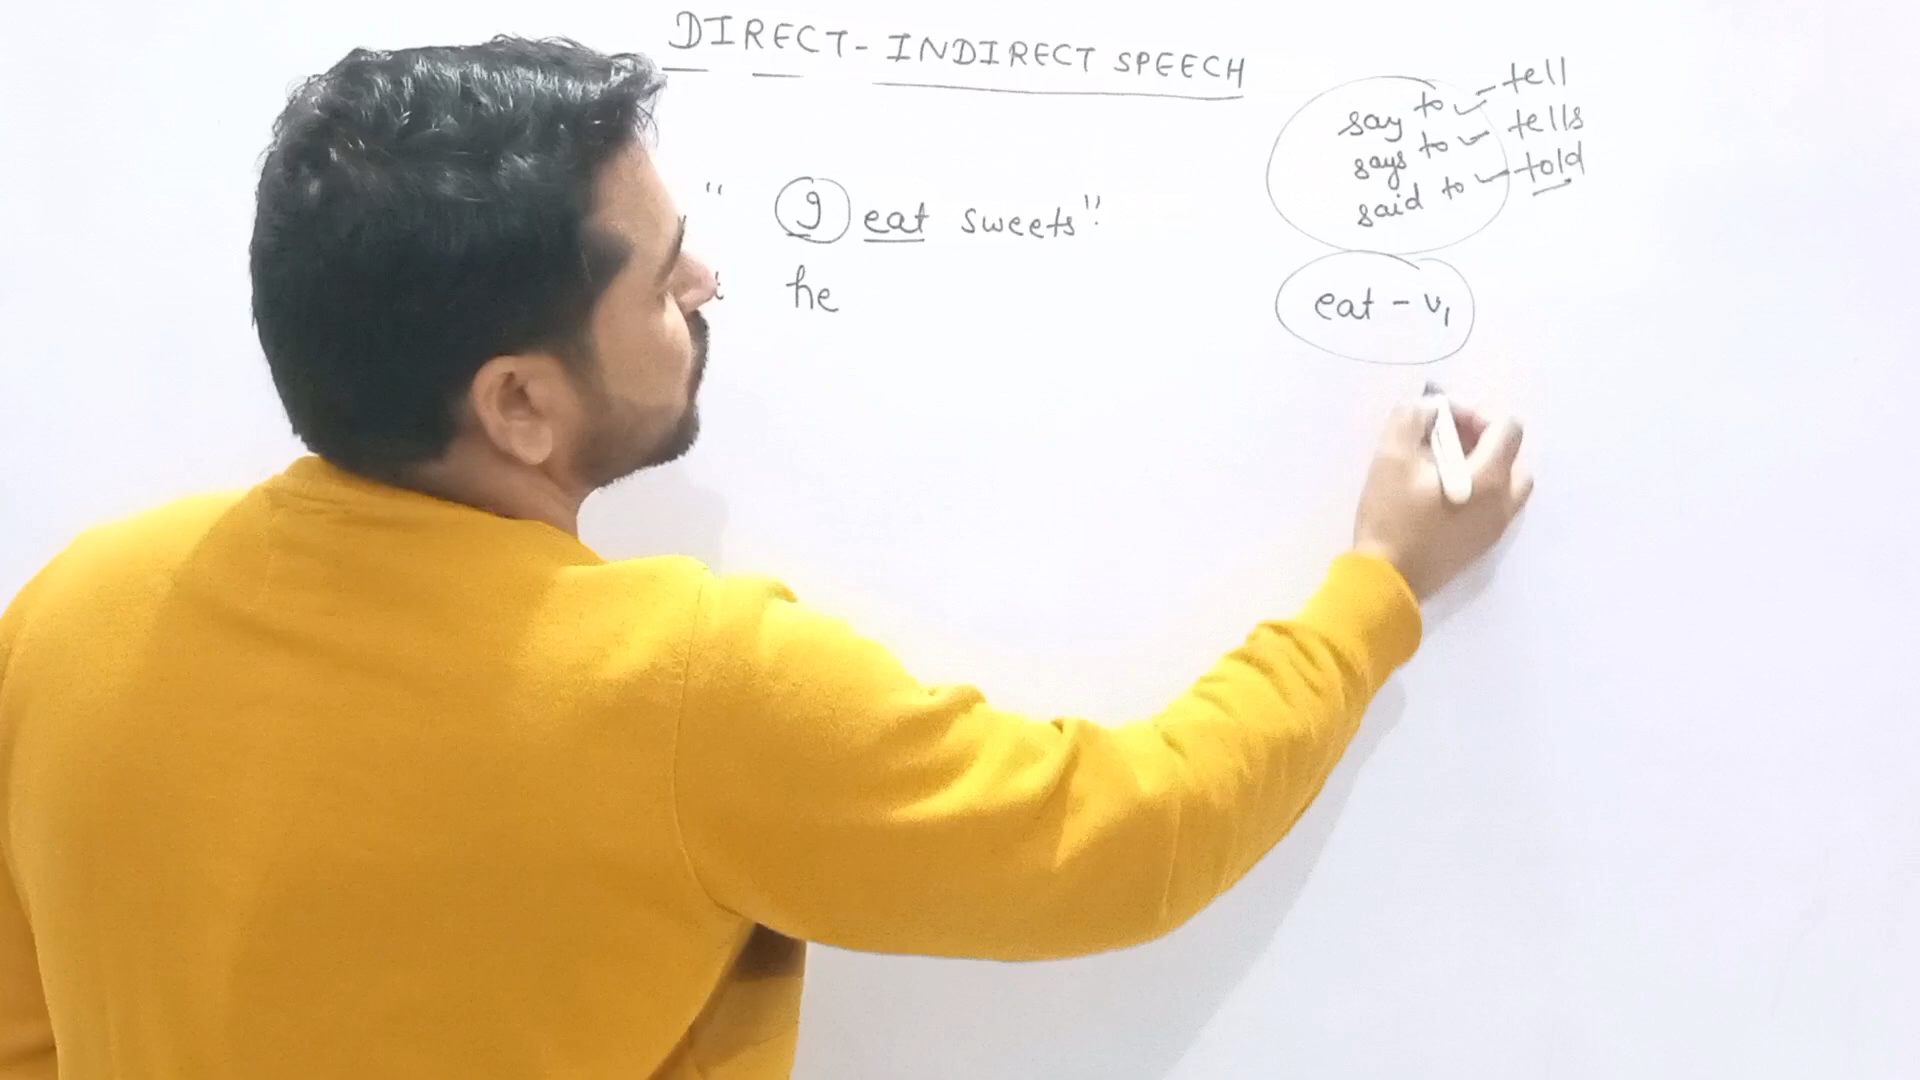 DIRECT- INDIRECT SPEECH
say to - tell
says to - tells
said to - told
" I eat sweets".
he
eat - V1